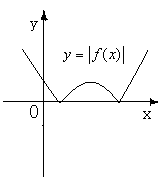 y
y = |f(x)|
0
x